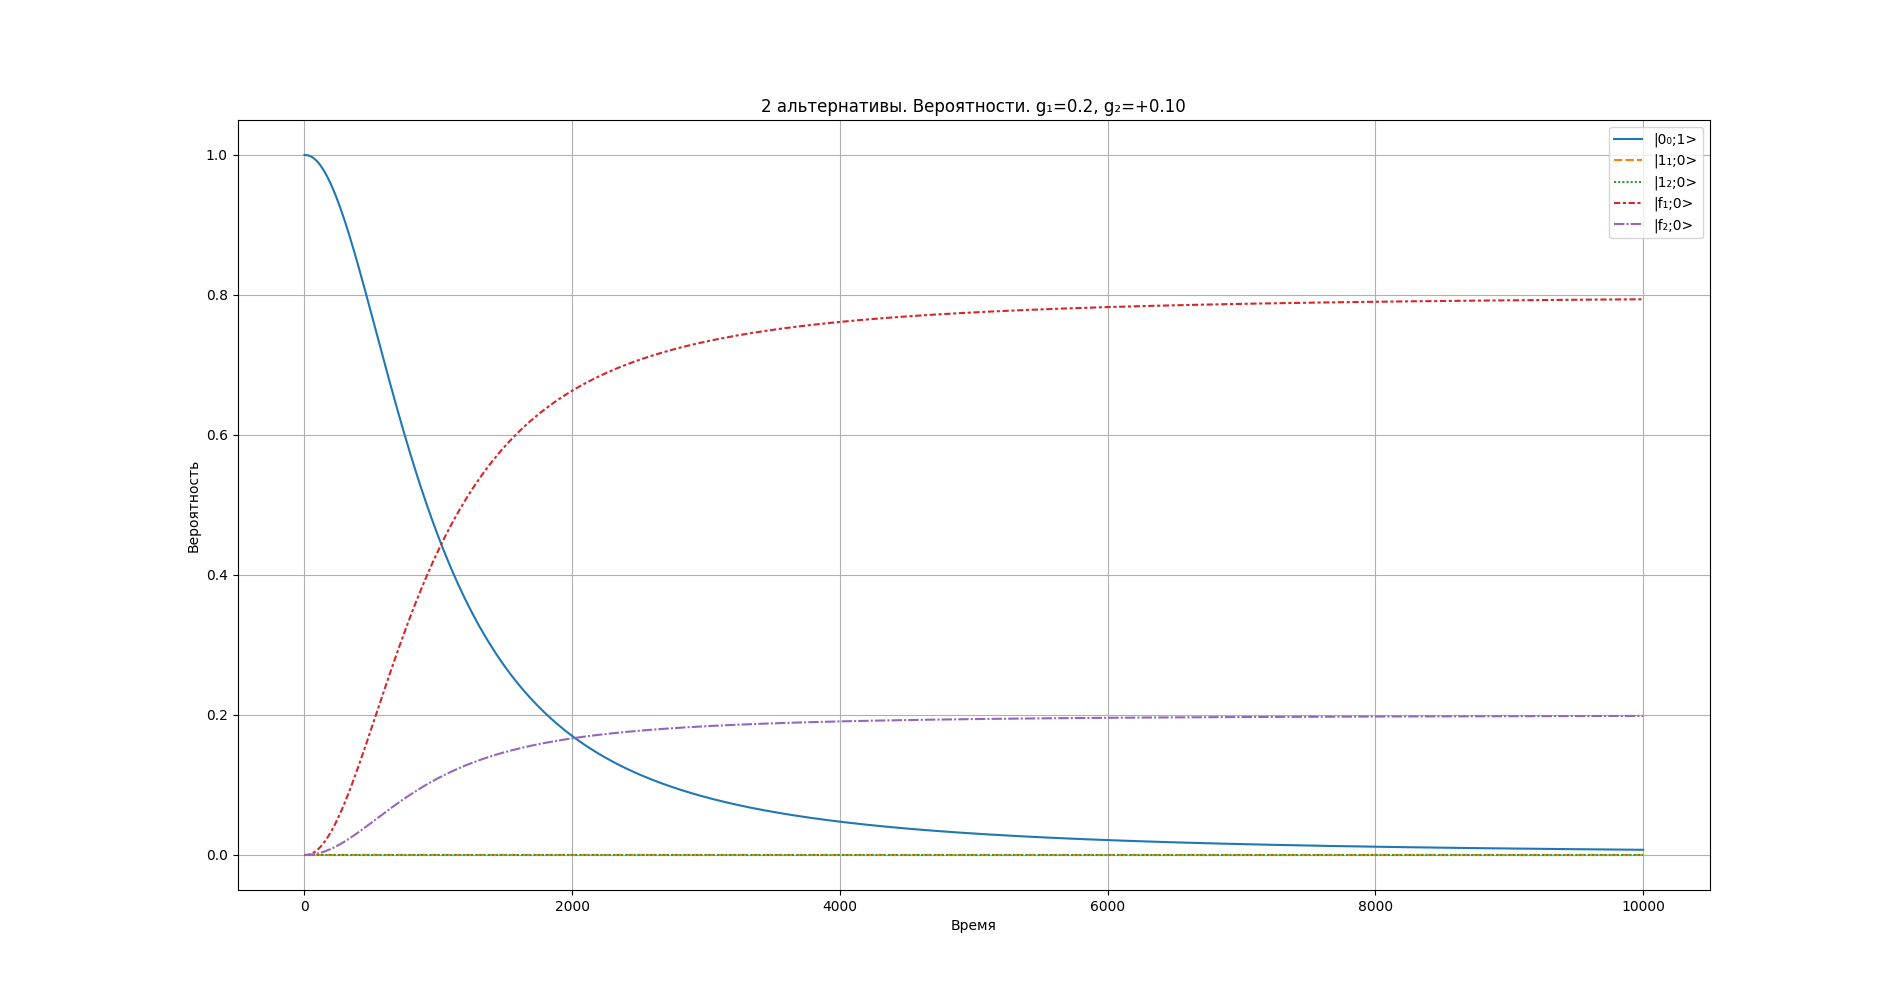 2 альтернативы. Вероятности. g₁=0.2, g₂=+0.10
|0₀;1>
|1₁;0>
|1₂;0>
|f₁;0>
|f₂;0>
Вероятность
1.0
0.8
0.6
0.4
0.2
0.0
0 2000 4000 6000 8000 10000
Время